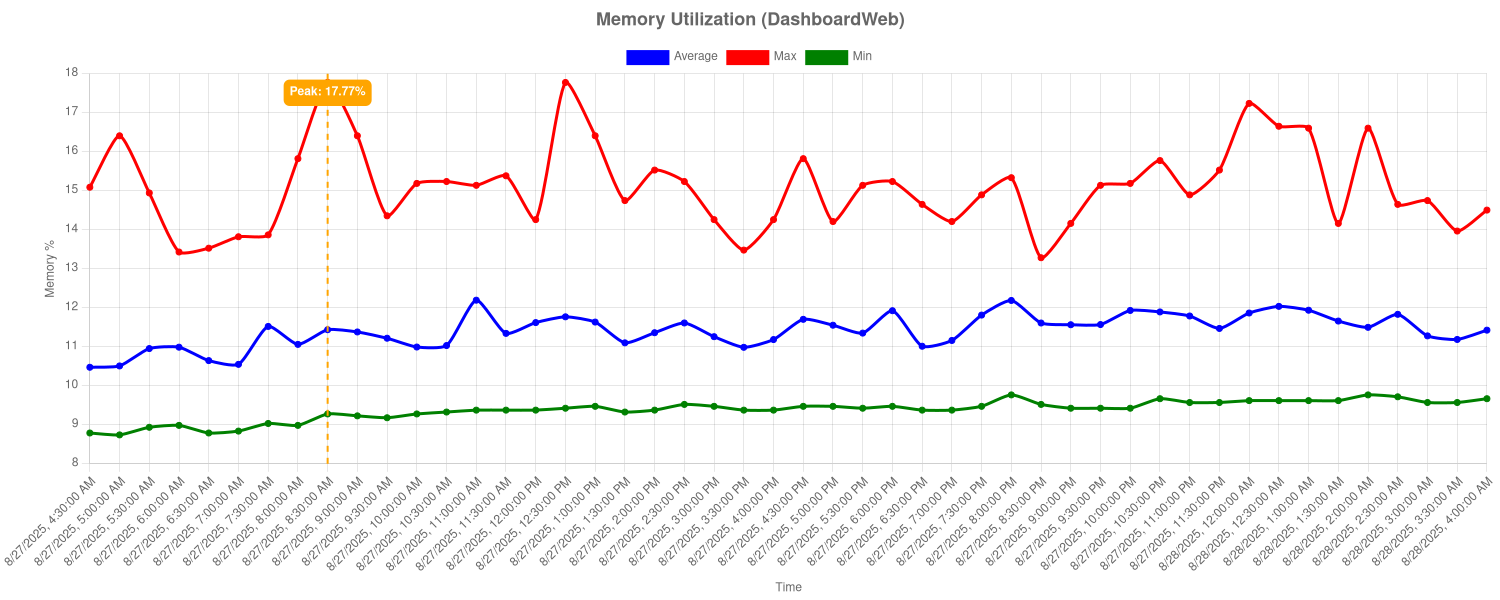 Memory Utilization (DashboardWeb)
Average Max Min
Peak: 17.77%
18
17
16
15
14
13
12
11
10
9
8
Memory %
8/27/2025, 4:30:00 AM
8/27/2025, 5:00:00 AM
8/27/2025, 5:30:00 AM
8/27/2025, 6:00:00 AM
8/27/2025, 6:30:00 AM
8/27/2025, 7:00:00 AM
8/27/2025, 7:30:00 AM
8/27/2025, 8:00:00 AM
8/27/2025, 8:30:00 AM
8/27/2025, 9:00:00 AM
8/27/2025, 9:30:00 AM
8/27/2025, 10:00:00 AM
8/27/2025, 10:30:00 AM
8/27/2025, 11:00:00 AM
8/27/2025, 11:30:00 AM
8/27/2025, 12:00:00 PM
8/27/2025, 12:30:00 PM
8/27/2025, 1:00:00 PM
8/27/2025, 1:30:00 PM
8/27/2025, 2:00:00 PM
8/27/2025, 2:30:00 PM
8/27/2025, 3:00:00 PM
8/27/2025, 3:30:00 PM
8/27/2025, 4:00:00 PM
8/27/2025, 4:30:00 PM
8/27/2025, 5:00:00 PM
8/27/2025, 5:30:00 PM
8/27/2025, 6:00:00 PM
8/27/2025, 6:30:00 PM
8/27/2025, 7:00:00 PM
8/27/2025, 7:30:00 PM
8/27/2025, 8:00:00 PM
8/27/2025, 8:30:00 PM
8/27/2025, 9:00:00 PM
8/27/2025, 9:30:00 PM
8/27/2025, 10:00:00 PM
8/27/2025, 10:30:00 PM
8/27/2025, 11:00:00 PM
8/27/2025, 11:30:00 PM
8/28/2025, 12:00:00 AM
8/28/2025, 12:30:00 AM
8/28/2025, 1:00:00 AM
8/28/2025, 1:30:00 AM
8/28/2025, 2:00:00 AM
8/28/2025, 2:30:00 AM
8/28/2025, 3:00:00 AM
8/28/2025, 3:30:00 AM
8/28/2025, 4:00:00 AM
Time